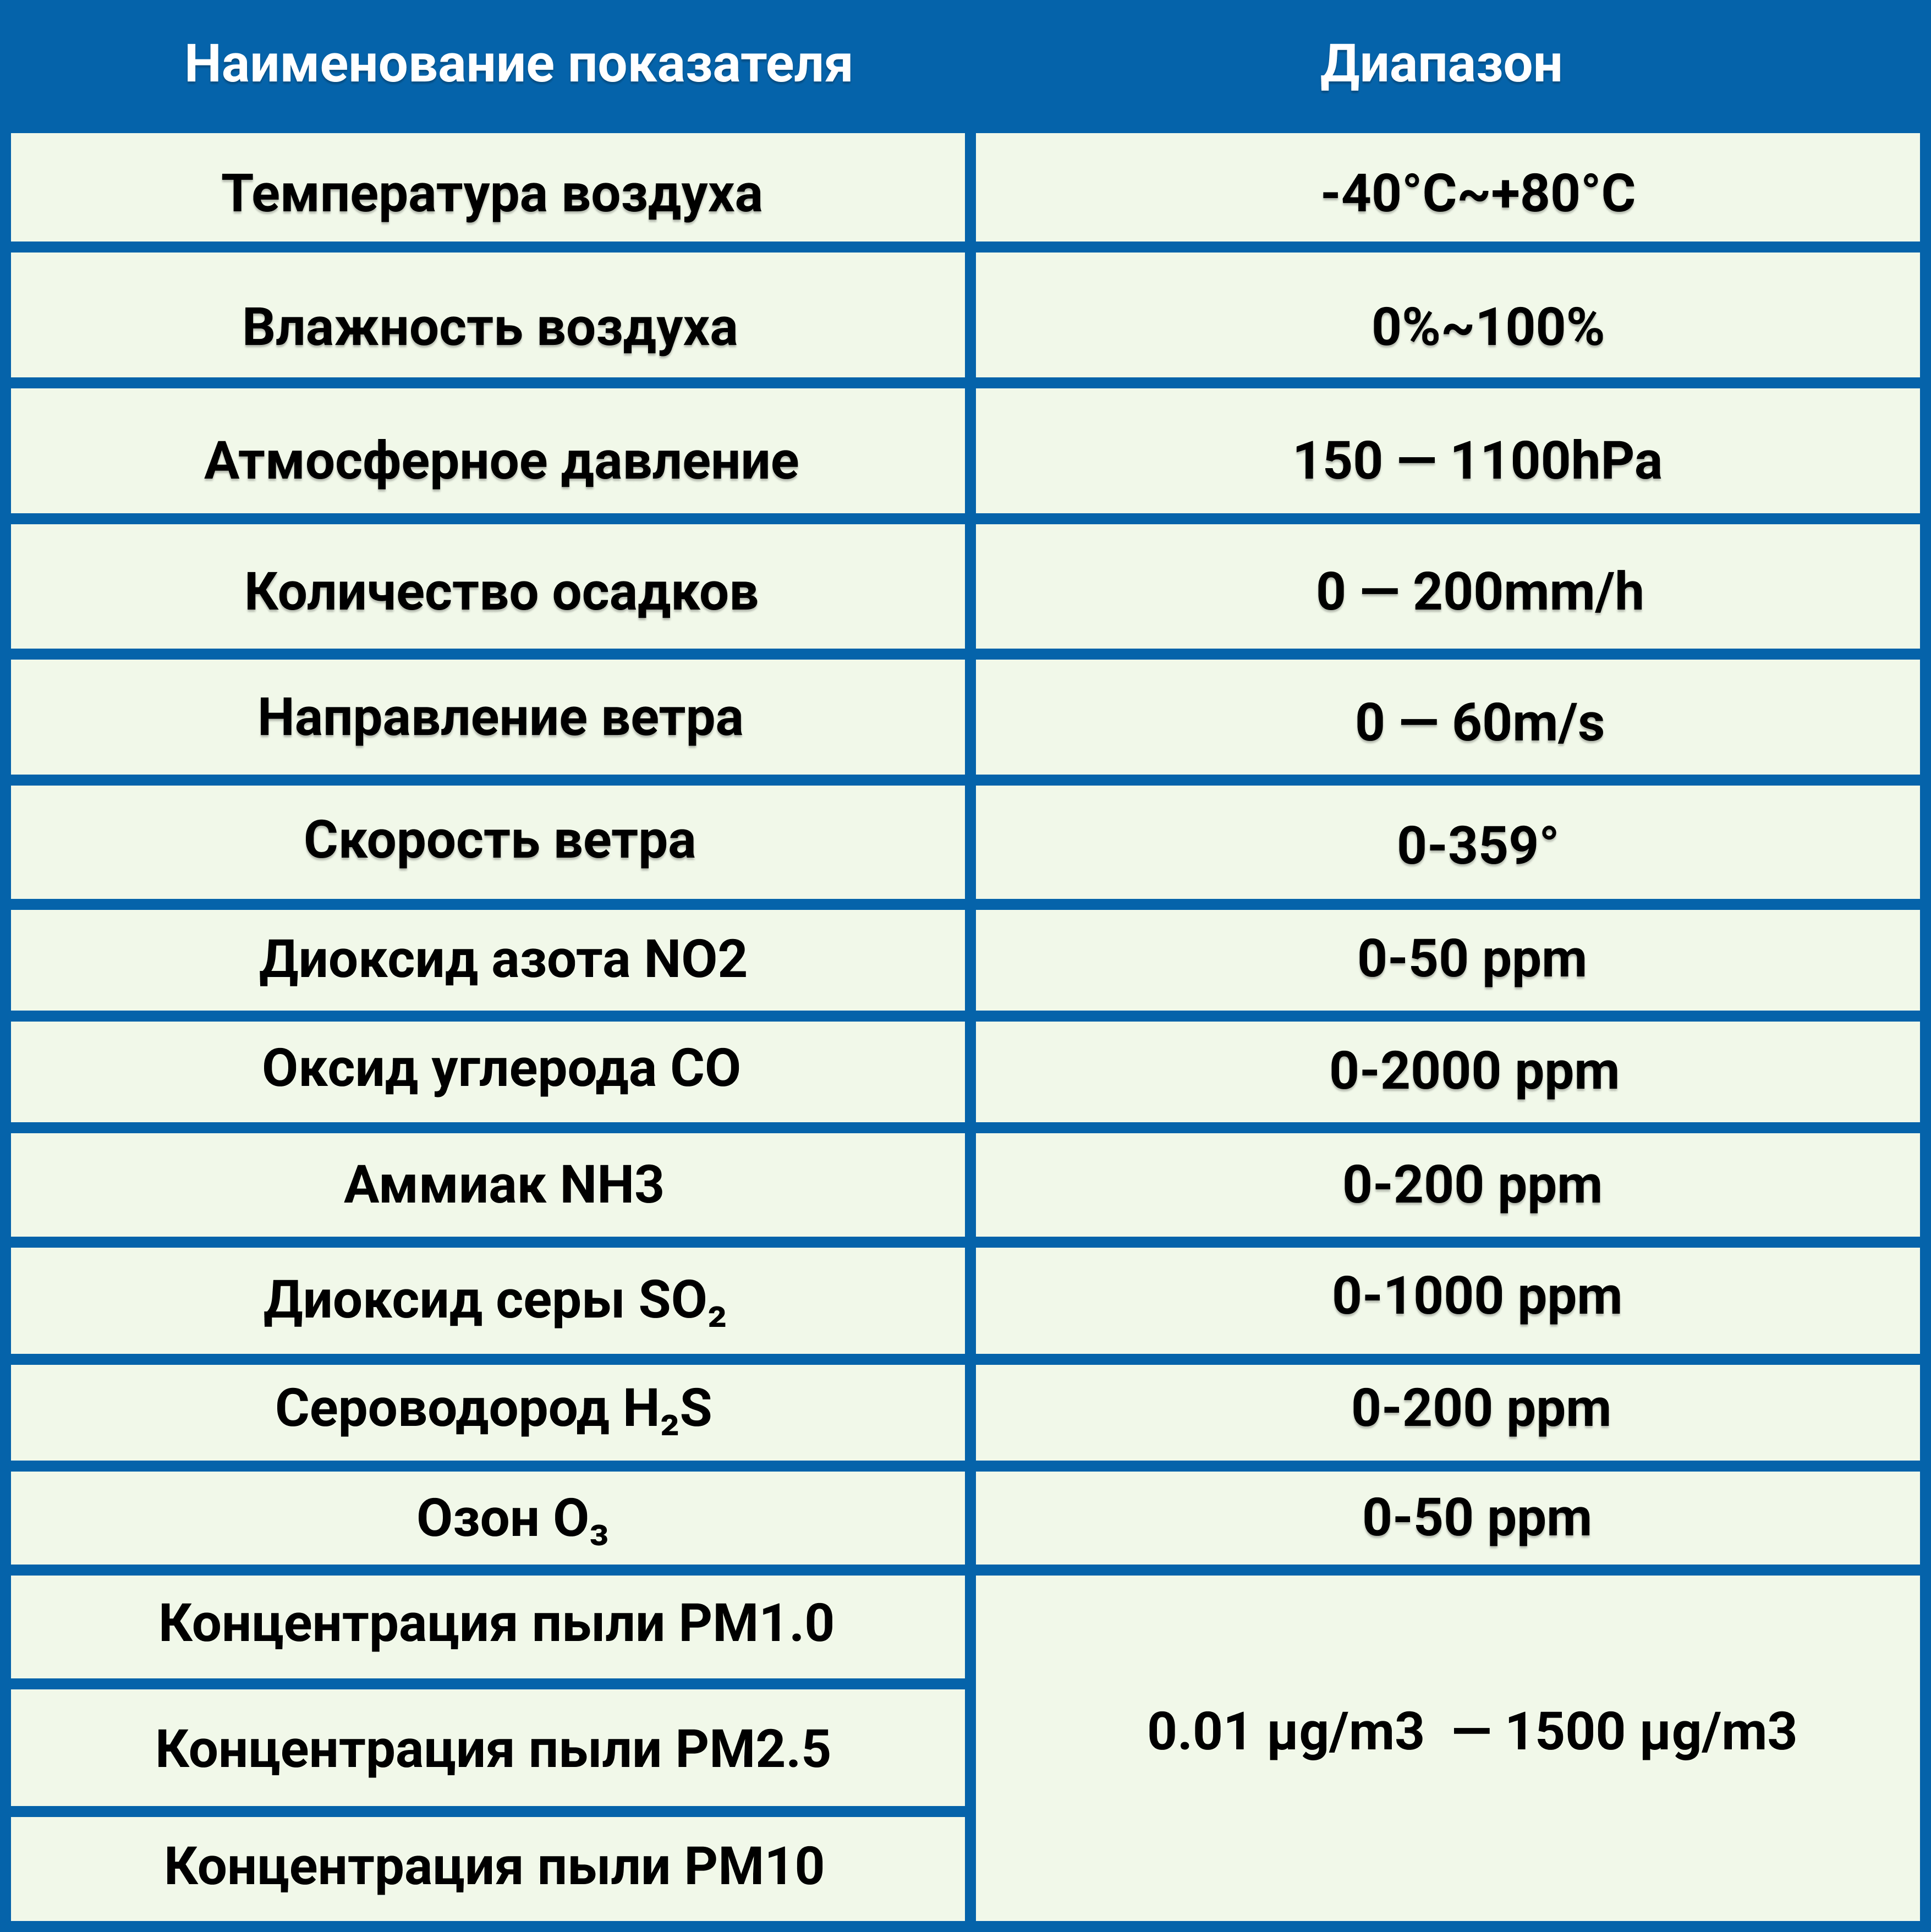 Наименование показателя Диапазон
Температура воздуха -40°C~+80°C
Влажность воздуха 0%~100%
Атмосферное давление 150 — 1100hPa
Количество осадков 0 — 200mm/h
Направление ветра 0 — 60m/s
Скорость ветра 0-359°
Диоксид азота NO2 0-50 ppm
Оксид углерода CO 0-2000 ppm
Аммиак NH3 0-200 ppm
Диоксид серы SO₂ 0-1000 ppm
Сероводород H₂S 0-200 ppm
Озон O₃ 0-50 ppm
Концентрация пыли PM1.0
Концентрация пыли PM2.5 0.01 μg/m3 — 1500 μg/m3
Концентрация пыли PM10